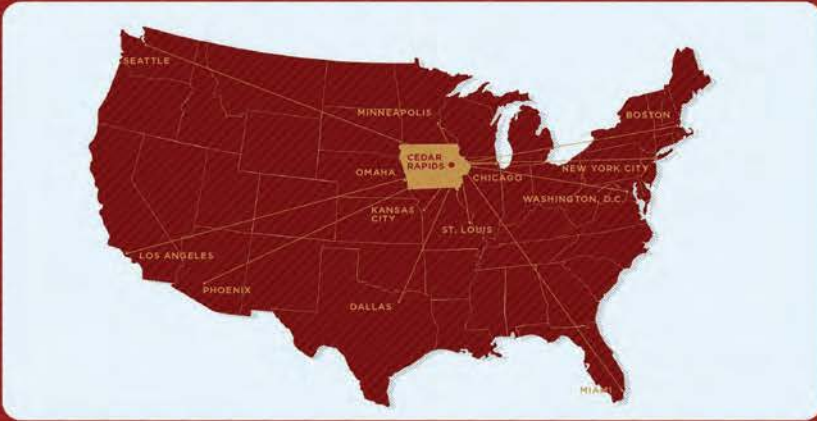 SEATTLE
MINNEAPOLIS
BOSTON
CEDAR
RAPIDS
OMAHA
CHICAGO
NEW YORK CITY
WASHINGTON, D.C.
KANSAS
CITY
ST. LOUIS
LOS ANGELES
PHOENIX
DALLAS
MIAMI